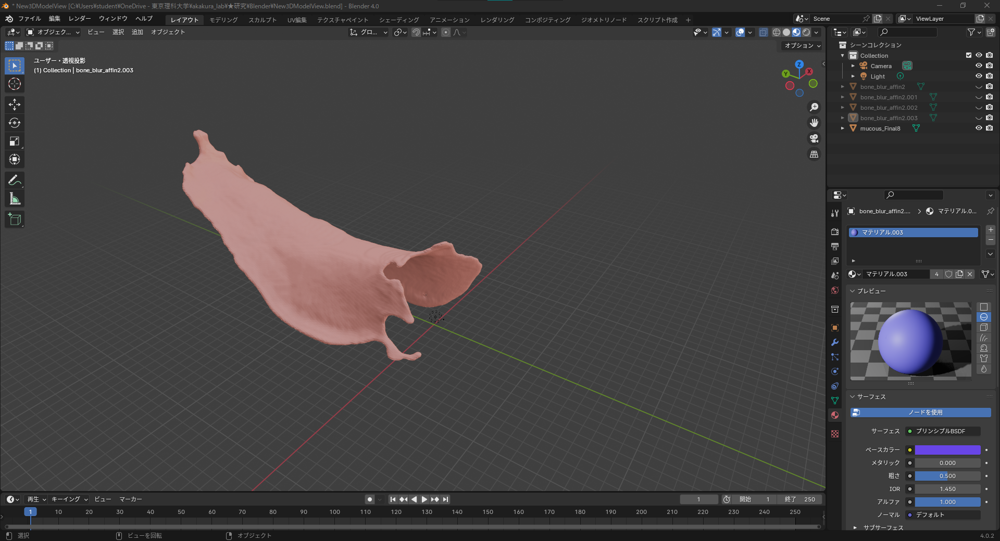 * New3DModelView [C:¥Users¥student¥OneDrive - 東京理科大学¥akakura_lab¥★研究¥Blender¥New3DModelView.blend] - Blender 4.0
ファイル 編集 レンダー ウィンドウ ヘルプ レイアウト モデリング スカルプト UV編集 テクスチャペイント シェーディング アニメーション レンダリング コンポジティング ジオメトリノード スクリプト作成 + Scene ViewLayer
オブジェク... ビュー 選択 追加 オブジェクト グロ...
オプション
ユーザー・透視投影
(1) Collection | bone_blur_affin2.003
Z
Y X
シーンコレクション
Collection
Camera
Light
bone_blur_affin2
bone_blur_affin2.001
bone_blur_affin2.002
bone_blur_affin2.003
mucous_Final8
bone_blur_affin2.... マテリアル.0...
マテリアル.003
マテリアル.003 4
プレビュー
サーフェス
ノードを使用
サーフェス プリンシプルBSDF
ベースカラー
メタリック 0.000
粗さ 0.500
IOR 1.450
アルファ 1.000
ノーマル デフォルト
サブサーフェス
再生 キーイング ビュー マーカー 1 開始 1 終了 250
1 10 20 30 40 50 60 70 80 90 100 110 120 130 140 150 160 170 180 190 200 210 220 230 240 250
選択 ビューを回転 オブジェクト 4.0.2